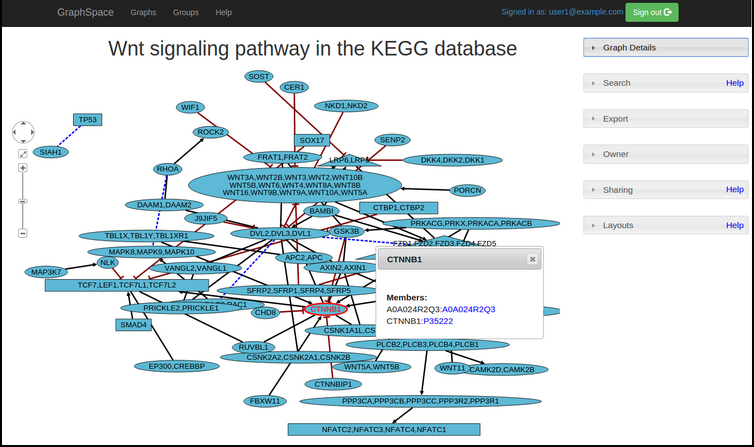 GraphSpace Graphs Groups Help Signed in as: user1@example.com Sign out
Wnt signaling pathway in the KEGG database
Graph Details
Search Help
Export
Owner
Sharing Help
Layouts Help
SOST
CER1
WIF1
NKD1,NKD2
TP53
ROCK2
SOX17
SENP2
SIAH1
FRAT1,FRAT2
LRP6,LRP5
DKK4,DKK2,DKK1
RHOA
WNT3A,WNT2B,WNT3,WNT2,WNT10B
WNT5B,WNT6,WNT4,WNT8A,WNT8B
WNT16,WNT9B,WNT9A,WNT10A,WNT5A
PORCN
DAAM1,DAAM2
CTBP1,CTBP2
BAMBI
J9JIF5
PRKACG,PRKX,PRKACA,PRKACB
TBL1X,TBL1Y,TBL1XR1
DVL2,DVL3,DVL1
GSK3B
FZD1,FZD2,FZD3,FZD4,FZD5
MAPK8,MAPK9,MAPK10
APC2,APC
NLK
MAP3K7
VANGL2,VANGL1
AXIN2,AXIN1
CTNNB1
TCF7,LEF1,TCF7L1,TCF7L2
SFRP2,SFRP1,SFRP4,SFRP5
Members:
A0A024R2Q3:A0A024R2Q3
CTNNB1:P35222
PRICKLE2,PRICKLE1
RAC1
CHD8
CTNNB1
SMAD4
CSNK1A1L
RUVBL1
PLCB2,PLCB3,PLCB4,PLCB1
CSNK2A2,CSNK2A1,CSNK2B
EP300,CREBBP
WNT5A,WNT5B
WNT11
CAMK2D,CAMK2B
CTNNBIP1
FBXW11
PPP3CA,PPP3CB,PPP3CC,PPP3R2,PPP3R1
NFATC2,NFATC3,NFATC4,NFATC1